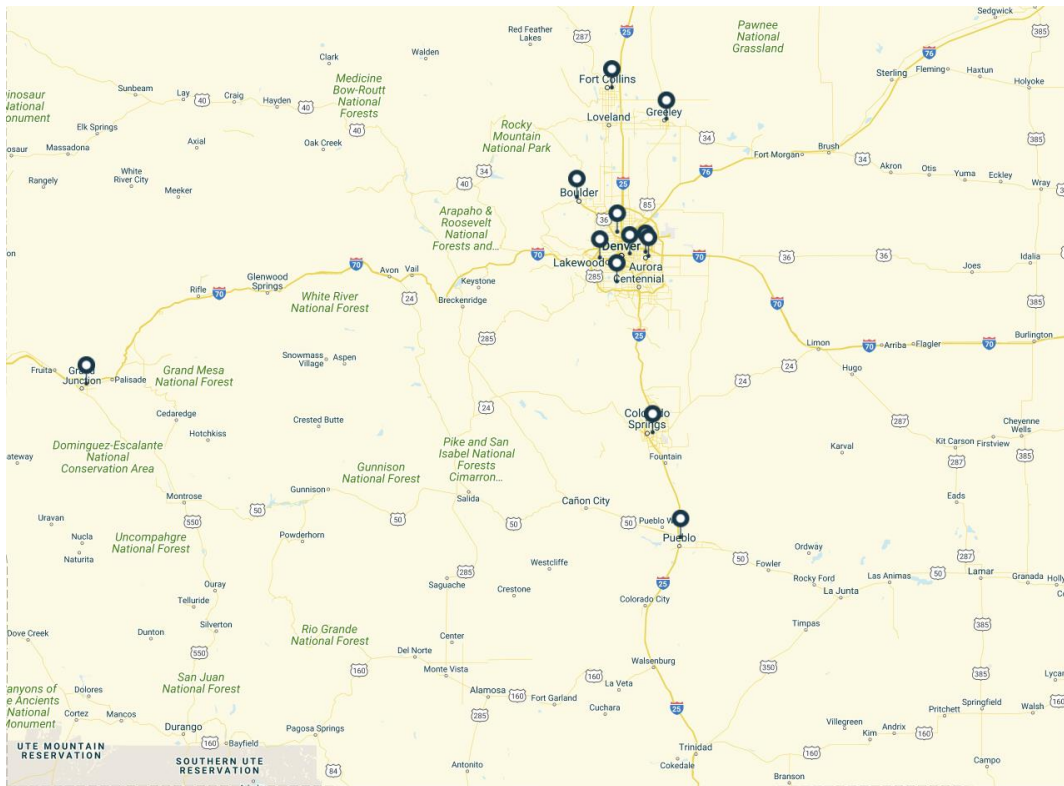 Sedgwick
385
Pawnee
National
Grassland
25
Red Feather
Lakes
287
Walden
Clark
76
Fleming
Haxtun
Sterling
Holyoke
Fort Collins
Medicine
Bow-Routt
National
Forests
Sunbeam
Lay
40
Craig
Hayden
40
National
Monument
Greeley
Loveland
40
Elk Springs
Rocky
Mountain
National Park
34
385
Massadona
Axial
Oak Creek
Brush
Fort Morgan
34
Akron
Otis
Yuma
Eckley
Wray
Rangely
White
River City
Meeker
34
40
76
25
Boulder
385
85
36
Arapaho &
Roosevelt
National
Forests and...
Denver
70
Lakewood
Aurora
Centennial
70
36
36
Idalia
Joes
285
70
Avon
Vail
Keystone
Glenwood
Springs
Rifle
70
24
Breckenridge
White River
National Forest
70
25
285
Burlington
70
Arriba
Flagler
70
Limon
Snowmass
Village
Aspen
Fruita
Grand
Junction
Palisade
Grand Mesa
National Forest
Hugo
24
24
24
Cedaredge
Hotchkiss
Crested Butte
Colorado
Springs
287
Cheyenne
Wells
Kit Carson
Firstview
385
Karval
Dominguez-Escalante
National
Conservation Area
Pike and San
Isabel National
Forests
Cimarron...
Gunnison
National Forest
Fountain
287
Gunnison
Montrose
50
50
Salida
50
Cañon City
50
Pueblo W
Pueblo
Eads
Uravan
550
Nucla
Naturita
Uncompahgre
National Forest
Powderhorn
Ordway
50
287
Westcliffe
Fowler
Rocky Ford
Las Animas
50
Lamar
Granada
La Junta
285
Saguache
Crestone
Ouray
Telluride
25
Colorado City
Silverton
Dove Creek
Dunton
Rio Grande
National Forest
Timpas
385
Center
550
Del Norte
160
Monte Vista
Walsenburg
350
385
San Juan
National Forest
Dolores
Alamosa
160
Fort Garland
160
La Veta
Cuchara
Ancients
National
Monument
Cortez
Mancos
285
25
Springfield
160
Pritchett
Walsh
Durango
160
Bayfield
Pagosa Springs
Villegreen
Kim
Andrix
UTE MOUNTAIN
RESERVATION
SOUTHERN UTE
RESERVATION
84
Antonito
Trinidad
Cokedale
160
Branson
Campo